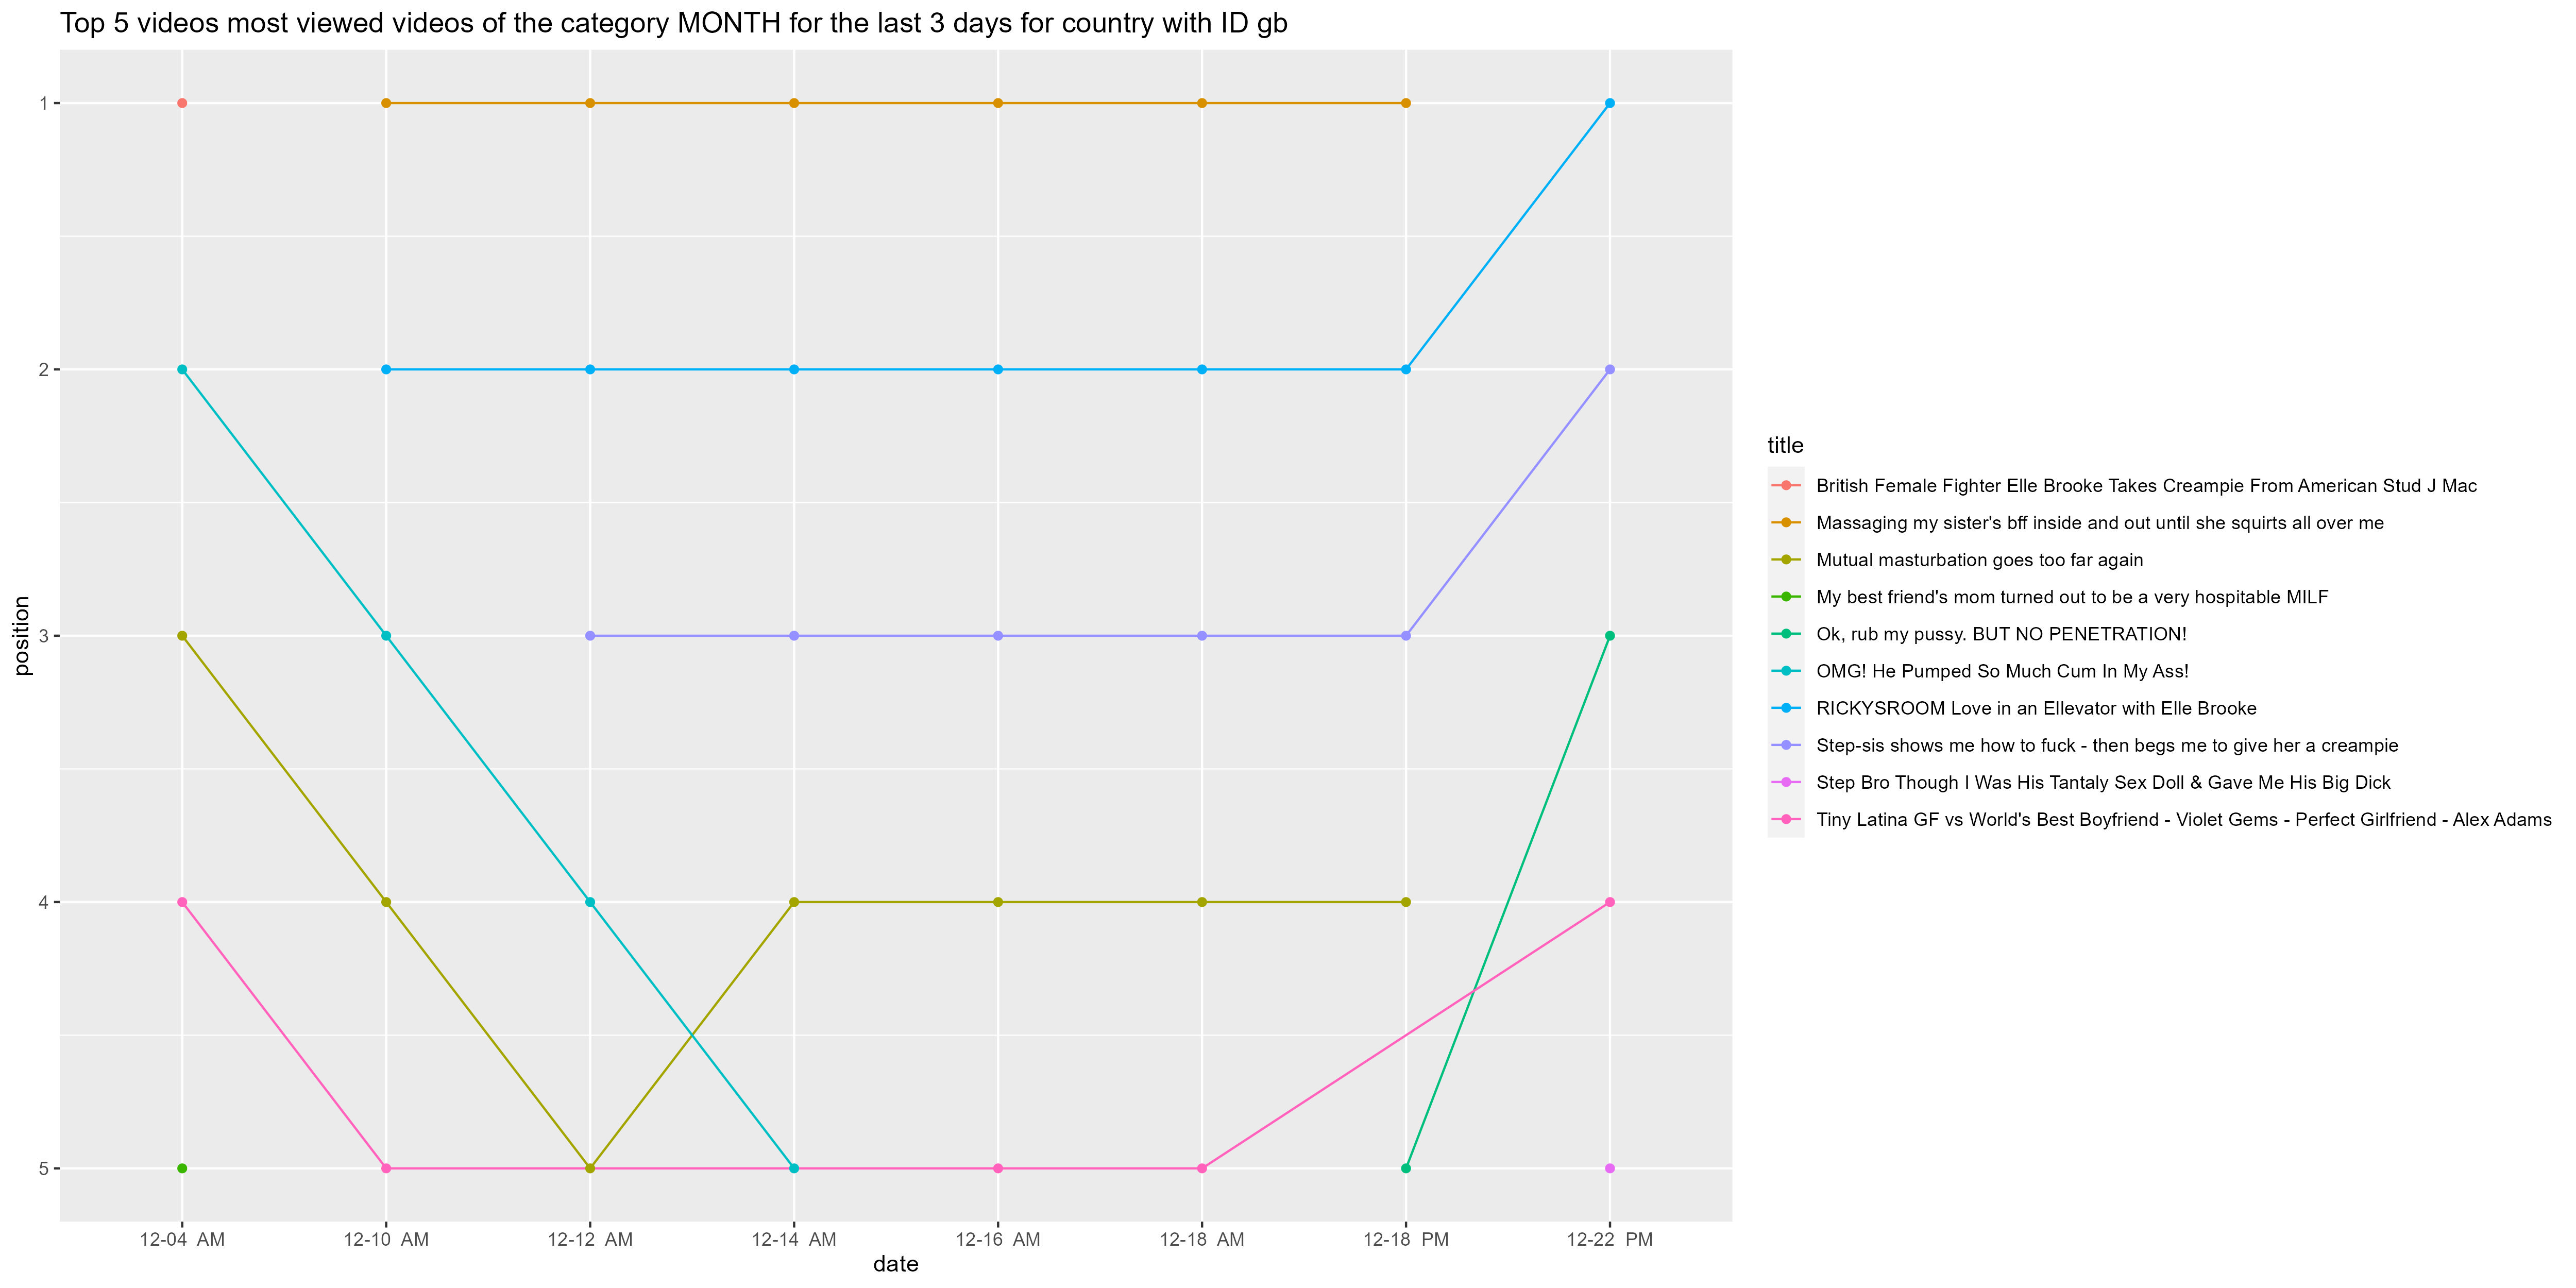 Top 5 videos most viewed videos of the category MONTH for the last 3 days for country with ID gb
1
2
3
4
5
position
12-04 AM
12-10 AM
12-12 AM
12-14 AM
12-16 AM
12-18 AM
12-18 PM
12-22 PM
date
title
British Female Fighter Elle Brooke Takes Creampie From American Stud J Mac
Massaging my sister's bff inside and out until she squirts all over me
Mutual masturbation goes too far again
My best friend's mom turned out to be a very hospitable MILF
Ok, rub my pussy. BUT NO PENETRATION!
OMG! He Pumped So Much Cum In My Ass!
RICKYSROOM Love in an Ellevator with Elle Brooke
Step-sis shows me how to fuck - then begs me to give her a creampie
Step Bro Though I Was His Tantaly Sex Doll & Gave Me His Big Dick
Tiny Latina GF vs World's Best Boyfriend - Violet Gems - Perfect Girlfriend - Alex Adams